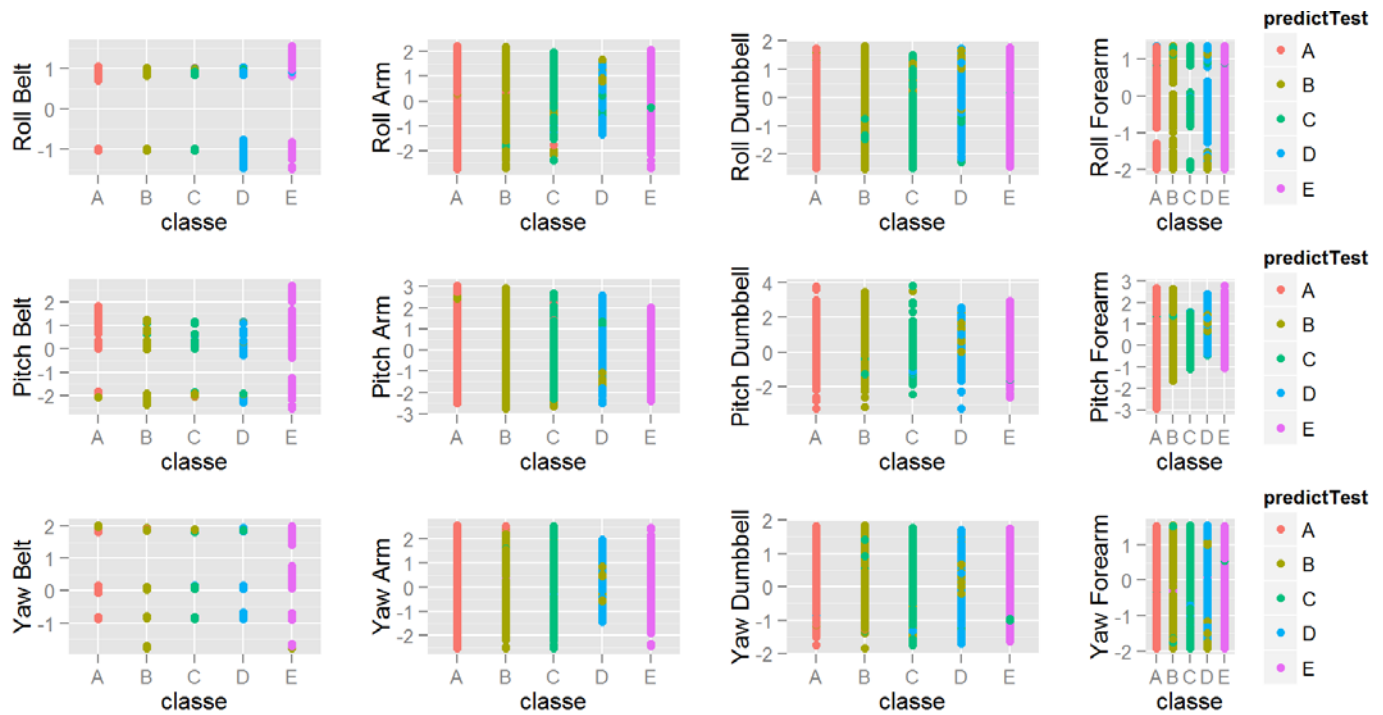 predictTest
A
B
C
D
E
Roll Belt
1
0
-1
A B C D E
classe
Roll Arm
2
1
0
-1
-2
A B C D E
classe
Roll Dumbbell
2
1
0
-1
-2
A B C D E
classe
Roll Forearm
1
0
-1
-2
A B C D E
classe
predictTest
A
B
C
D
E
Pitch Belt
2
1
0
-1
-2
A B C D E
classe
Pitch Arm
3
2
1
0
-1
-2
-3
A B C D E
classe
Pitch Dumbbell
4
2
0
-2
A B C D E
classe
Pitch Forearm
3
2
1
0
-1
-2
-3
A B C D E
classe
predictTest
A
B
C
D
E
Yaw Belt
2
1
0
-1
A B C D E
classe
Yaw Arm
2
1
0
-1
-2
A B C D E
classe
Yaw Dumbbell
2
1
0
-1
-2
A B C D E
classe
Yaw Forearm
1
0
-1
-2
A B C D E
classe